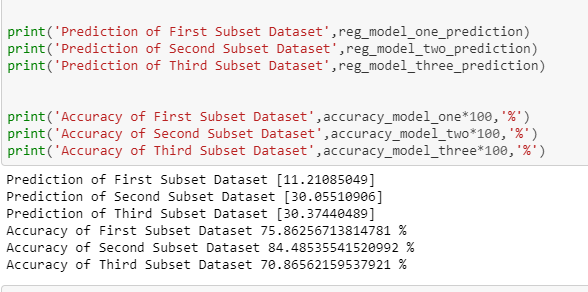 print('Prediction of First Subset Dataset',reg_model_one_prediction)
print('Prediction of Second Subset Dataset',reg_model_two_prediction)
print('Prediction of Third Subset Dataset',reg_model_three_prediction)
print('Accuracy of First Subset Dataset',accuracy_model_one*100,'%')
print('Accuracy of Second Subset Dataset',accuracy_model_two*100,'%')
print('Accuracy of Third Subset Dataset',accuracy_model_three*100,'%')
Prediction of First Subset Dataset [11.21085049]
Prediction of Second Subset Dataset [30.05510906]
Prediction of Third Subset Dataset [30.37440489]
Accuracy of First Subset Dataset 75.86256713814781 %
Accuracy of Second Subset Dataset 84.48535541520992 %
Accuracy of Third Subset Dataset 70.86562159537921 %